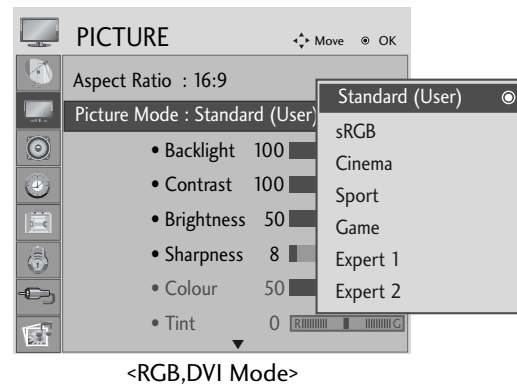 PICTURE
Move OK
Aspect Ratio : 16:9
Picture Mode : Standard (User)
• Backlight 100
• Contrast 100
• Brightness 50
• Sharpness 8
• Colour 50
• Tint 0 R G
Standard (User)
sRGB
Cinema
Sport
Game
Expert 1
Expert 2
<RGB,DVI Mode>